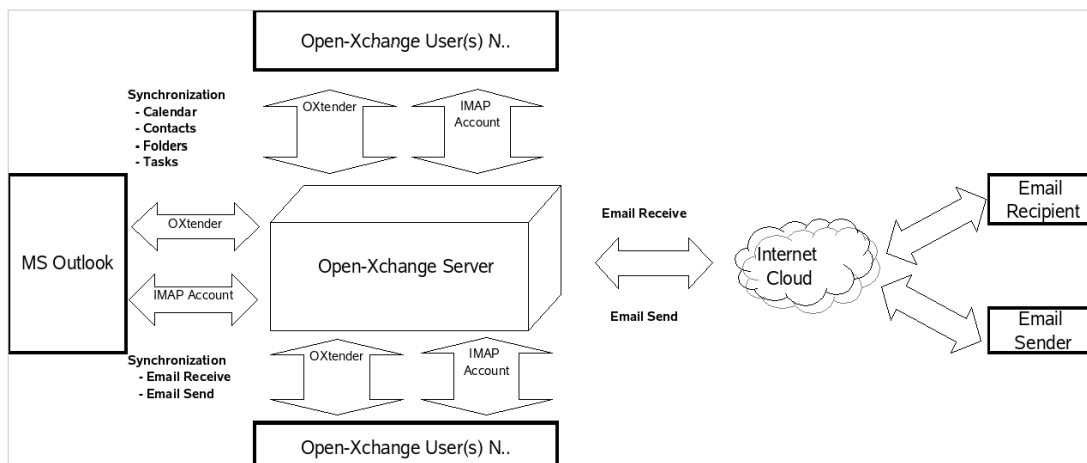 Open-Xchange User(s) N..
Synchronization
- Calendar
- Contacts
- Folders
- Tasks
OXtender
IMAP
Account
MS Outlook
OXtender
IMAP Account
Open-Xchange Server
Email Receive
Email Send
Internet
Cloud
Email
Recipient
Email
Sender
Synchronization
- Email Receive
- Email Send
OXtender
IMAP
Account
Open-Xchange User(s) N..